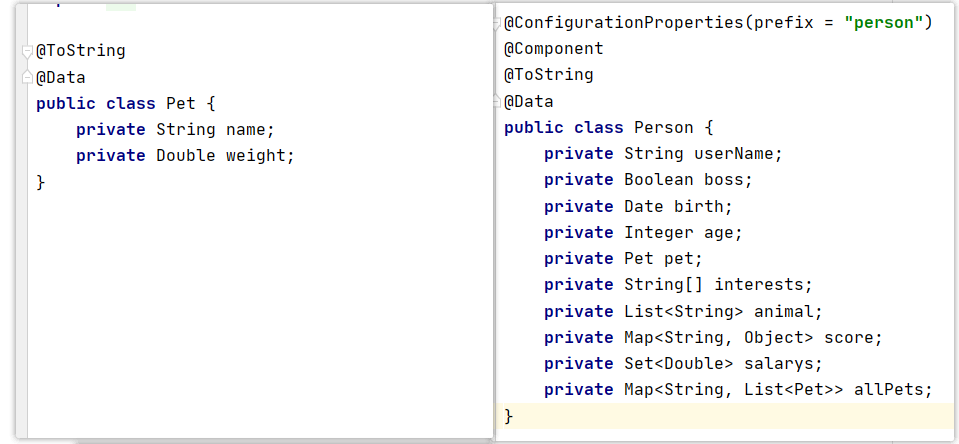 @ToString
@Data
public class Pet {
    private String name;
    private Double weight;
}
@ConfigurationProperties(prefix = "person")
@Component
@ToString
@Data
public class Person {
    private String userName;
    private Boolean boss;
    private Date birth;
    private Integer age;
    private Pet pet;
    private String[] interests;
    private List<String> animal;
    private Map<String, Object> score;
    private Set<Double> salarys;
    private Map<String, List<Pet>> allPets;
}